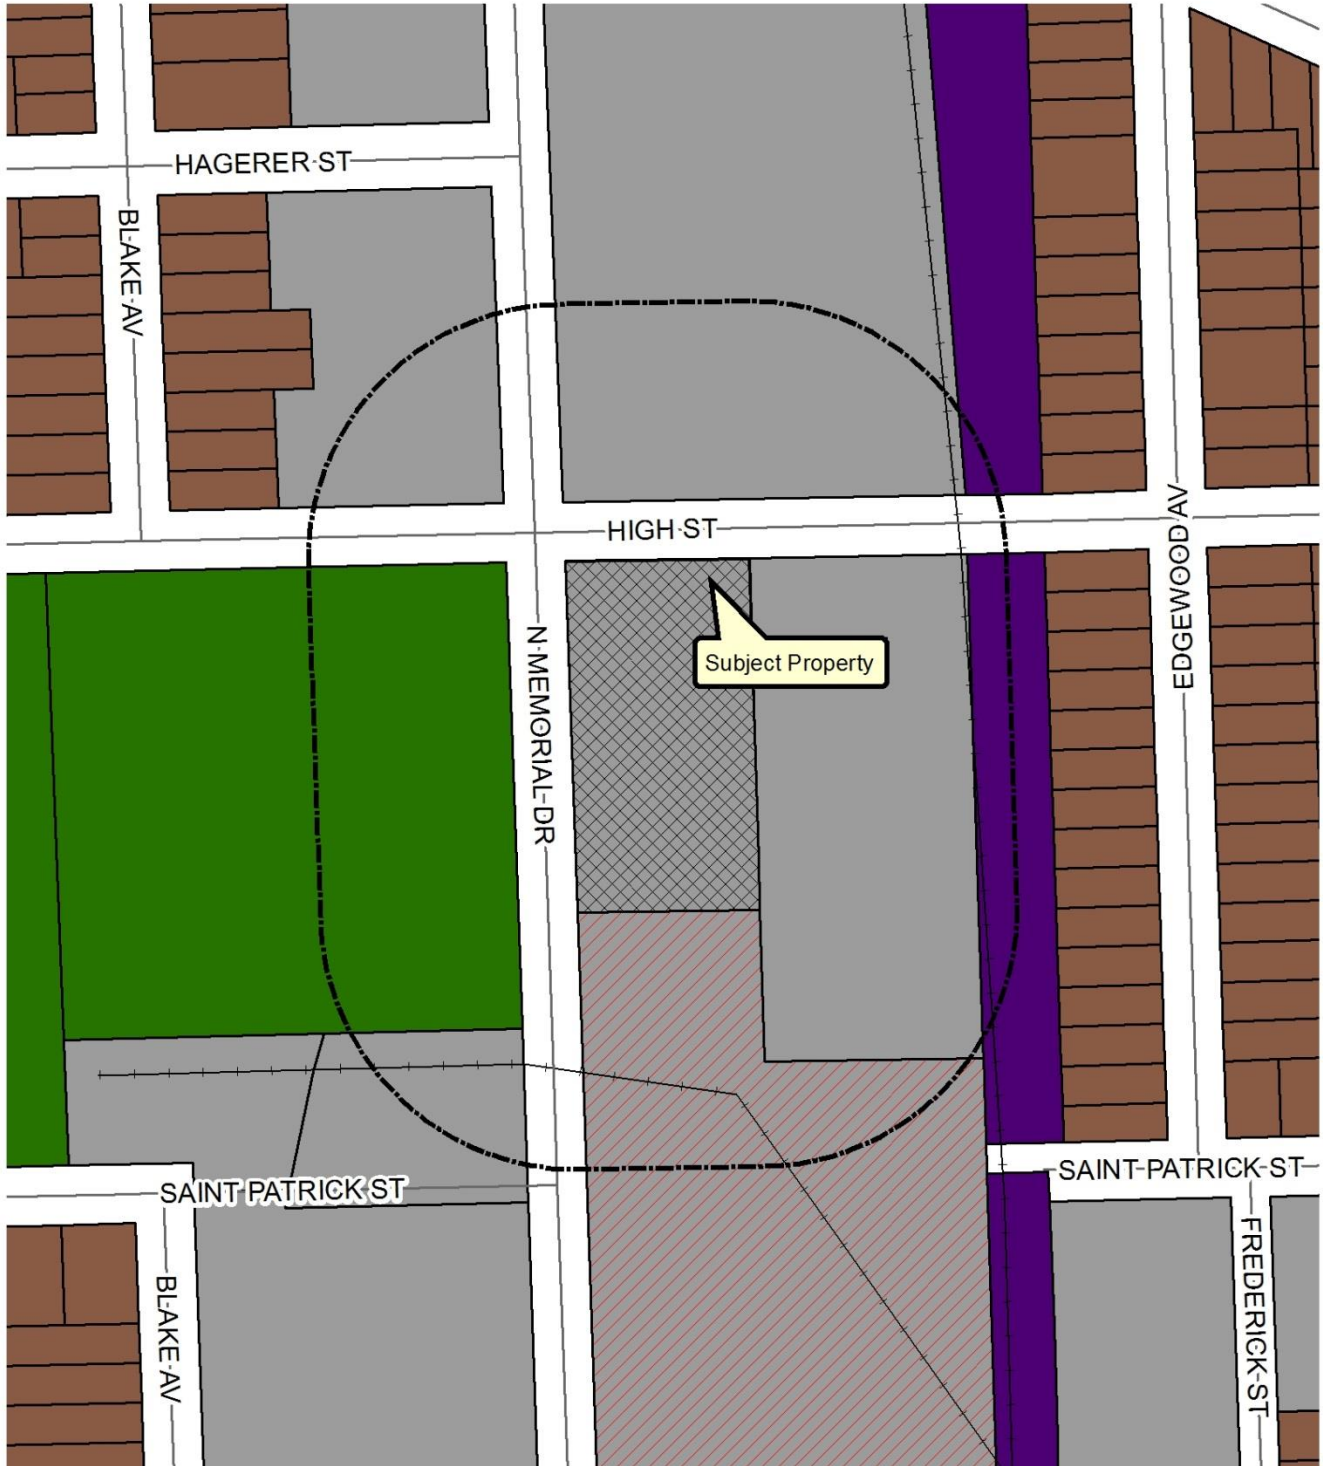 HAGERER ST
BLAKE AV
HIGH ST
EDGEWOOD AV
N MEMORIAL DR
Subject Property
SAINT PATRICK ST
SAINT PATRICK ST
BLAKE AV
FREDERICK ST